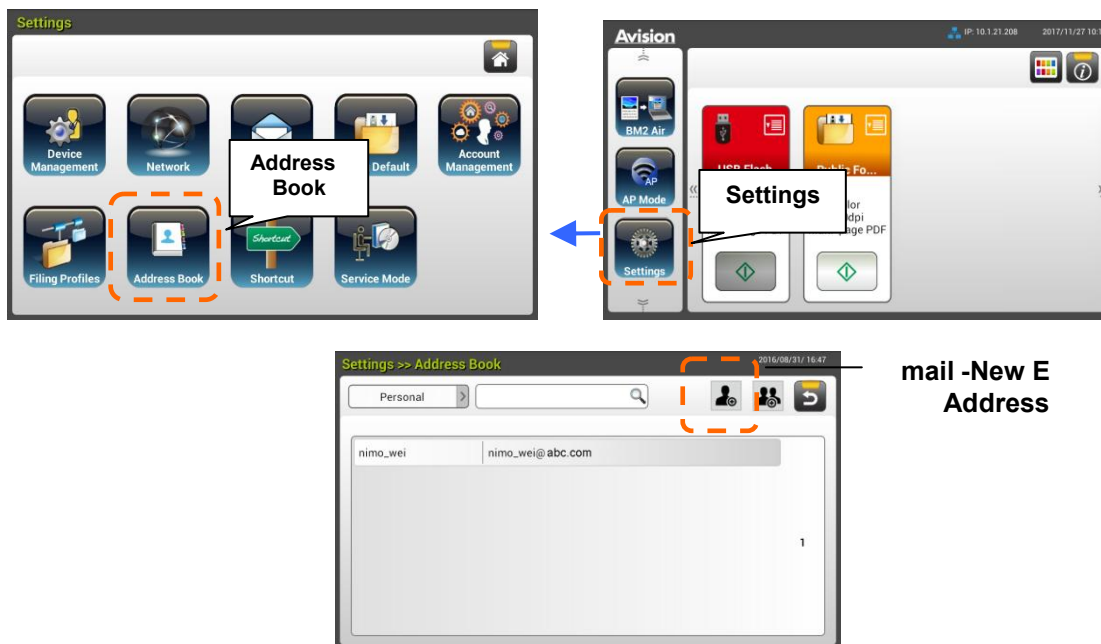 Settings
Device
Management
Network
Default
Account
Management
Address
Book
Filing Profiles
Address Book
Shortcut
Shortcut
Service Mode
Avision
IP: 10.1.21.208
2017/11/27 10:1
BM2 Air
AP
AP Mode
Settings
USB Flash
Public Fo...
Settings
lor
dpi
page PDF
Settings >> Address Book
2016/08/31/ 16:47
Personal
nimo_wei
nimo_wei@abc.com
1
mail -New E
Address